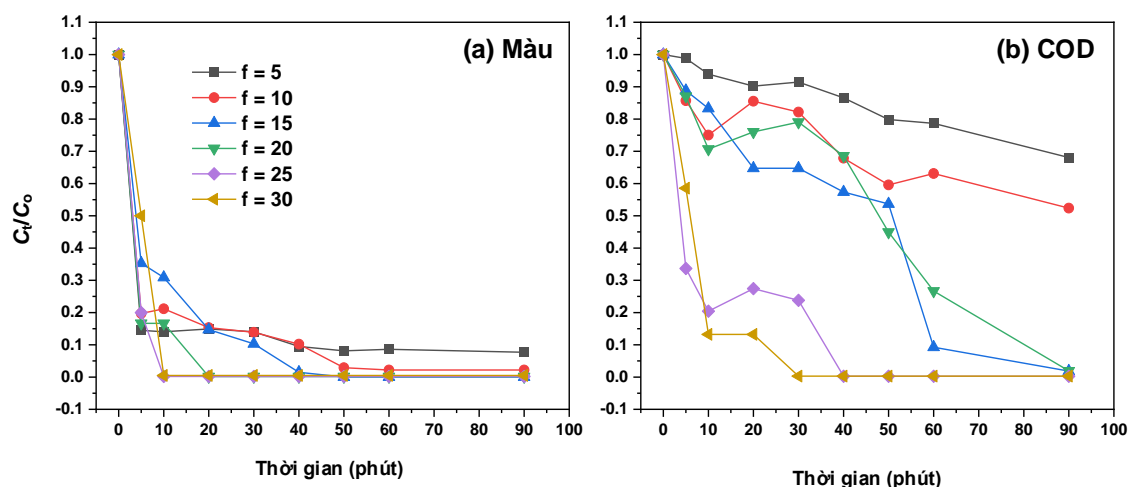 1.1
1.0
0.9
0.8
0.7
0.6
0.5
0.4
0.3
0.2
0.1
0.0
-0.1
Ct/Co
(a) Màu
f = 5
f = 10
f = 15
f = 20
f = 25
f = 30
0 10 20 30 40 50 60 70 80 90 100
Thời gian (phút)
1.1
1.0
0.9
0.8
0.7
0.6
0.5
0.4
0.3
0.2
0.1
0.0
-0.1
(b) COD
0 10 20 30 40 50 60 70 80 90 100
Thời gian (phút)